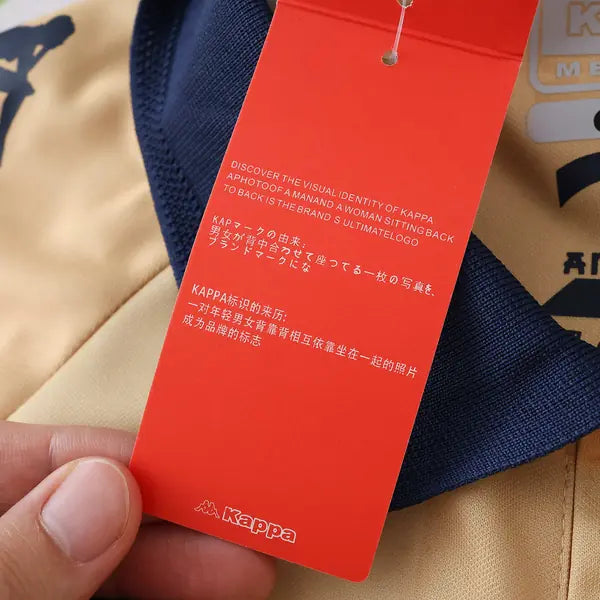 DISCOVER THE VISUAL IDENTITY OF KAPPA
APHOTOOF A MANAND A WOMAN SITTING BACK
TO BACK IS THE BRAND S ULTIMATELOGO
KAPマークの由来:
男女が背中合わせて座ってる一枚の写真を、
ブランドマークにな
KAPPA标识的来历:
一对年轻男女背靠背相互依靠坐在一起的照片
成为品牌的标志
Kappa
K
ME
AN